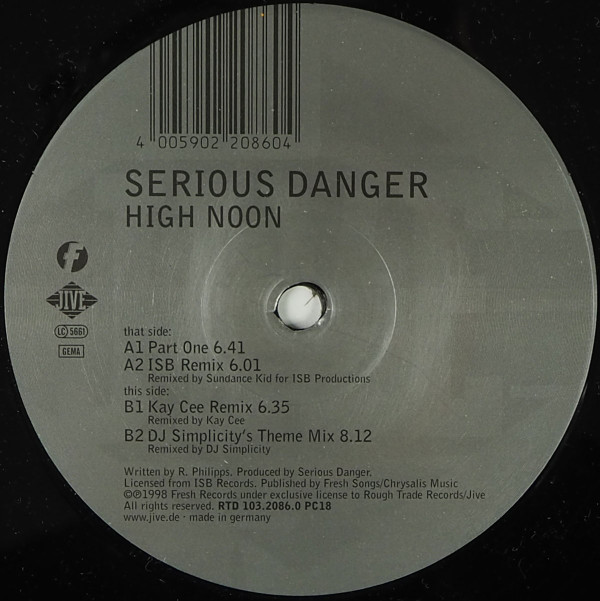 4 005902 208604
SERIOUS DANGER
HIGH NOON
f
JIVE
LC 5661
GEMA
that side:
A1 Part One 6.41
A2 ISB Remix 6.01
Remixed by Sundance Kid for ISB Productions
this side:
B1 Kay Cee Remix 6.35
Remixed by Kay Cee
B2 DJ Simplicity's Theme Mix 8.12
Remixed by DJ Simplicity
Written by R. Philipps. Produced by Serious Danger.
Licensed from ISB Records. Published by Fresh Songs/Chrysalis Music
©℗1998 Fresh Records under exclusive license to Rough Trade Records/Jive
All rights reserved. RTD 103.2086.0 PC18
www.jive.de · made in germany